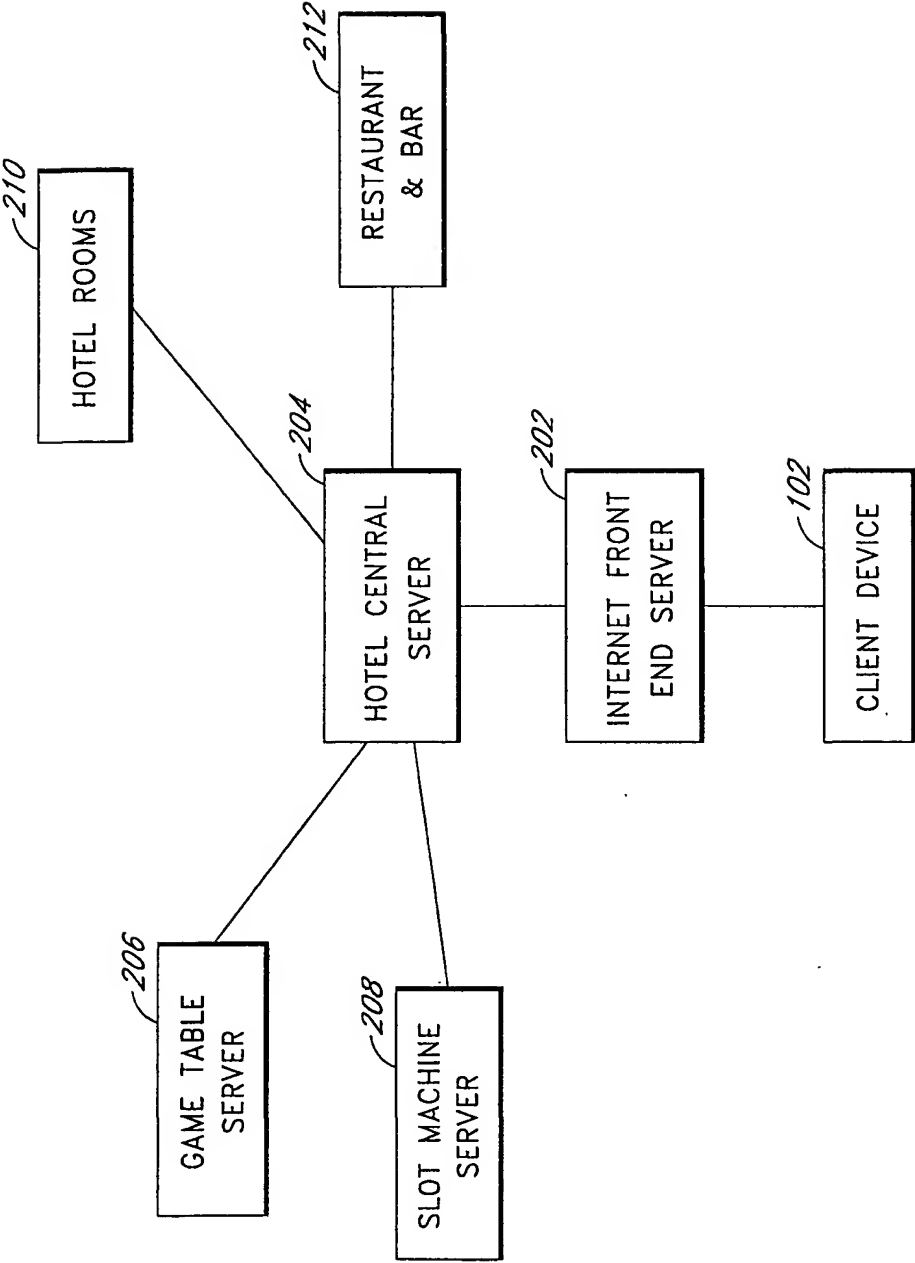 210
HOTEL ROOMS
206
GAME TABLE
SERVER
204
HOTEL CENTRAL
SERVER
212
RESTAURANT
& BAR
208
SLOT MACHINE
SERVER
202
INTERNET FRONT
END SERVER
102
CLIENT DEVICE